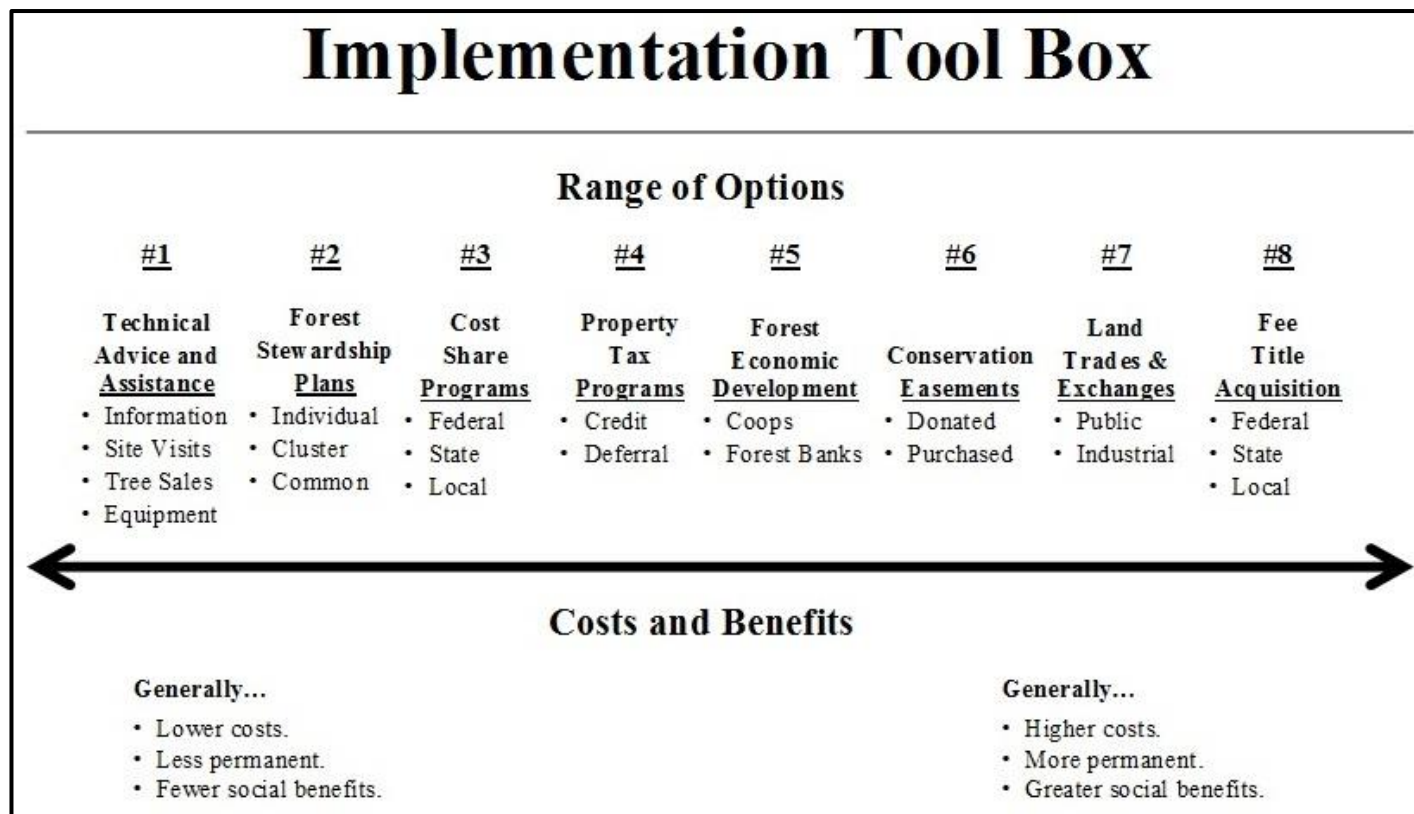 Implementation Tool Box
Range of Options
#1
#2
#3
#4
#5
#6
#7
#8
Technical
Advice and
Assistance
• Information
• Site Visits
• Tree Sales
• Equipment
Forest
Stewardship
Plans
• Individual
• Cluster
• Common
Cost
Share
Programs
• Federal
• State
• Local
Property
Tax
Programs
• Credit
• Deferral
Forest
Economic
Development
• Coops
• Forest Banks
Conservation
Easements
• Donated
• Purchased
Land
Trades &
Exchanges
• Public
• Industrial
Fee
Title
Acquisition
• Federal
• State
• Local
Costs and Benefits
Generally...
• Lower costs.
• Less permanent.
• Fewer social benefits.
Generally...
• Higher costs.
• More permanent.
• Greater social benefits.